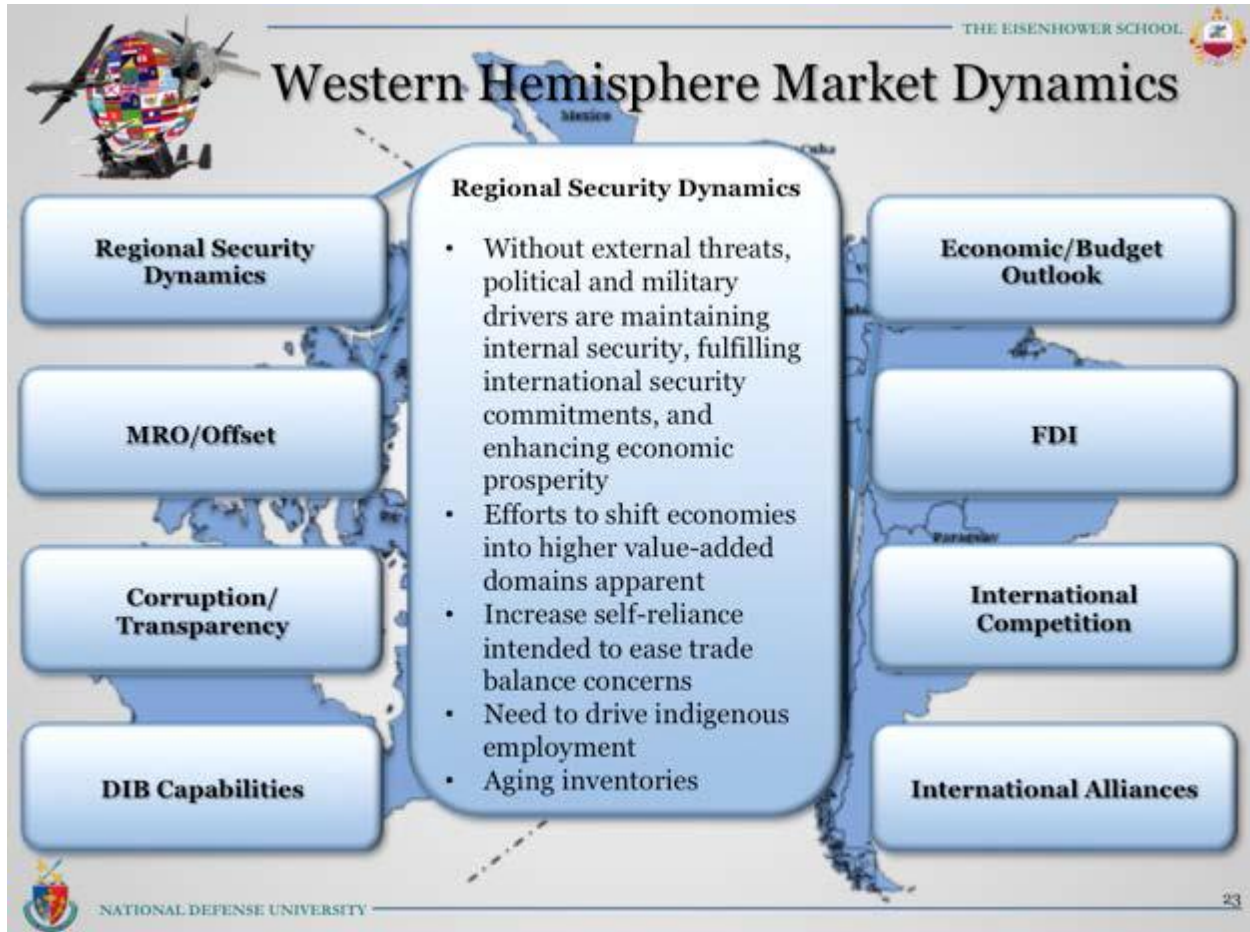 THE EISENHOWER SCHOOL
Western Hemisphere Market Dynamics
Mexico
Cuba
Regional Security
Dynamics
MRO/Offset
Corruption/
Transparency
DIB Capabilities
Regional Security Dynamics
• Without external threats,
political and military
drivers are maintaining
internal security, fulfilling
international security
commitments, and
enhancing economic
prosperity
• Efforts to shift economies
into higher value-added
domains apparent
• Increase self-reliance
intended to ease trade
balance concerns
• Need to drive indigenous
employment
• Aging inventories
Economic/Budget
Outlook
FDI
Paraguay
International
Competition
International Alliances
NATIONAL DEFENSE UNIVERSITY
23